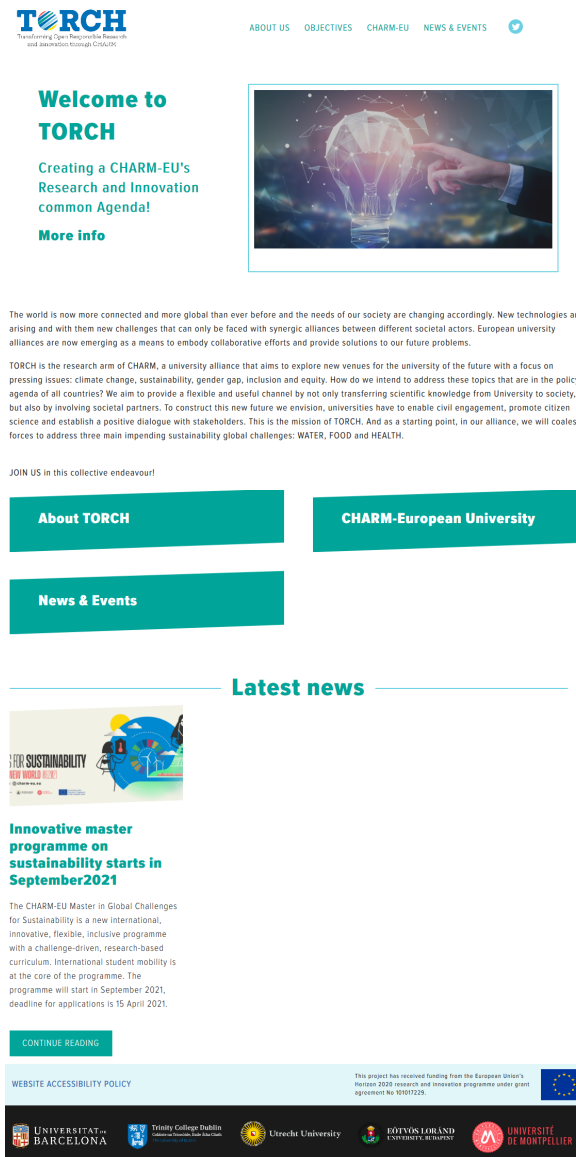 TORCH
Transforming Open Responsible Research
and Innovation through CHARM
ABOUT US OBJECTIVES CHARM-EU NEWS & EVENTS
Welcome to
TORCH
Creating a CHARM-EU's
Research and Innovation
common Agenda!
More info
The world is now more connected and more global than ever before and the needs of our society are changing accordingly. New technologies a
arising and with them new challenges that can only be faced with synergic alliances between different societal actors. European university
alliances are now emerging as a means to embody collaborative efforts and provide solutions to our future problems.
TORCH is the research arm of CHARM, a university alliance that aims to explore new venues for the university of the future with a focus on
pressing issues: climate change, sustainability, gender gap, inclusion and equity. How do we intend to address these topics that are in the policy
agenda of all countries? We aim to provide a flexible and useful channel by not only transferring scientific knowledge from University to society,
but also by involving societal partners. To construct this new future we envision, universities have to enable civil engagement, promote citizen
science and establish a positive dialogue with stakeholders. This is the mission of TORCH. And as a starting point, in our alliance, we will coales
forces to address three main impending sustainability global challenges: WATER, FOOD and HEALTH.
JOIN US in this collective endeavour!
About TORCH
CHARM-European University
News & Events
Latest news
S FOR SUSTAINABILITY
NEW WORLD
@charm-eu.eu
Innovative master
programme on
sustainability starts in
September2021
The CHARM-EU Master in Global Challenges
for Sustainability is a new international,
innovative, flexible, inclusive programme
with a challenge-driven, research-based
curriculum. International student mobility is
at the core of the programme. The
programme will start in September 2021,
deadline for applications is 15 April 2021.
CONTINUE READING
WEBSITE ACCESSIBILITY POLICY
This project has received funding from the European Union's
Horizon 2020 research and innovation programme under grant
agreement No 101017229.
UNIVERSITAT DE
BARCELONA
Trinity College Dublin
Coláiste na Tríonóide, Baile Átha Cliath
The University of Dublin
Utrecht University
EÖTVÖS LORÁND
UNIVERSITY, BUDAPEST
UNIVERSITÉ
DE MONTPELLIER